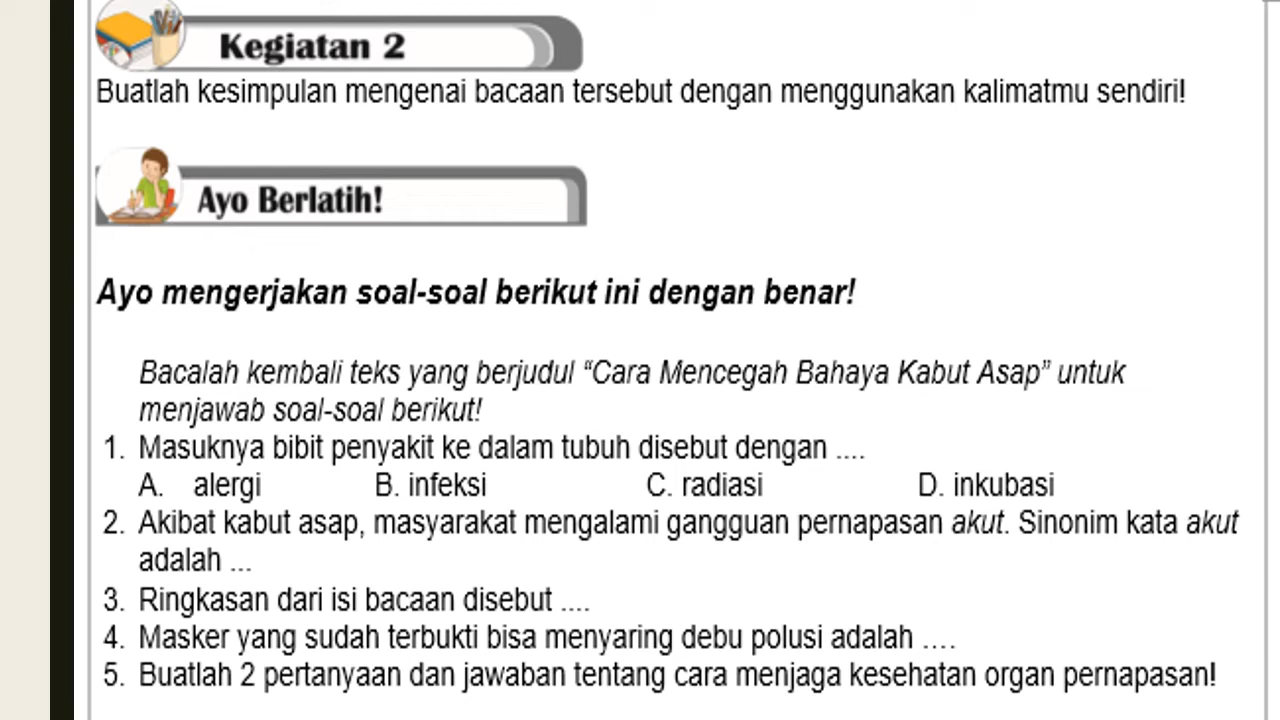 Kegiatan 2
Buatlah kesimpulan mengenai bacaan tersebut dengan menggunakan kalimatmu sendiri!
Ayo Berlatih!
Ayo mengerjakan soal-soal berikut ini dengan benar!
Bacalah kembali teks yang berjudul “Cara Mencegah Bahaya Kabut Asap” untuk
menjawab soal-soal berikut!
1. Masuknya bibit penyakit ke dalam tubuh disebut dengan ....
A. alergi B. infeksi C. radiasi D. inkubasi
2. Akibat kabut asap, masyarakat mengalami gangguan pernapasan akut. Sinonim kata akut
adalah ...
3. Ringkasan dari isi bacaan disebut ....
4. Masker yang sudah terbukti bisa menyaring debu polusi adalah ....
5. Buatlah 2 pertanyaan dan jawaban tentang cara menjaga kesehatan organ pernapasan!